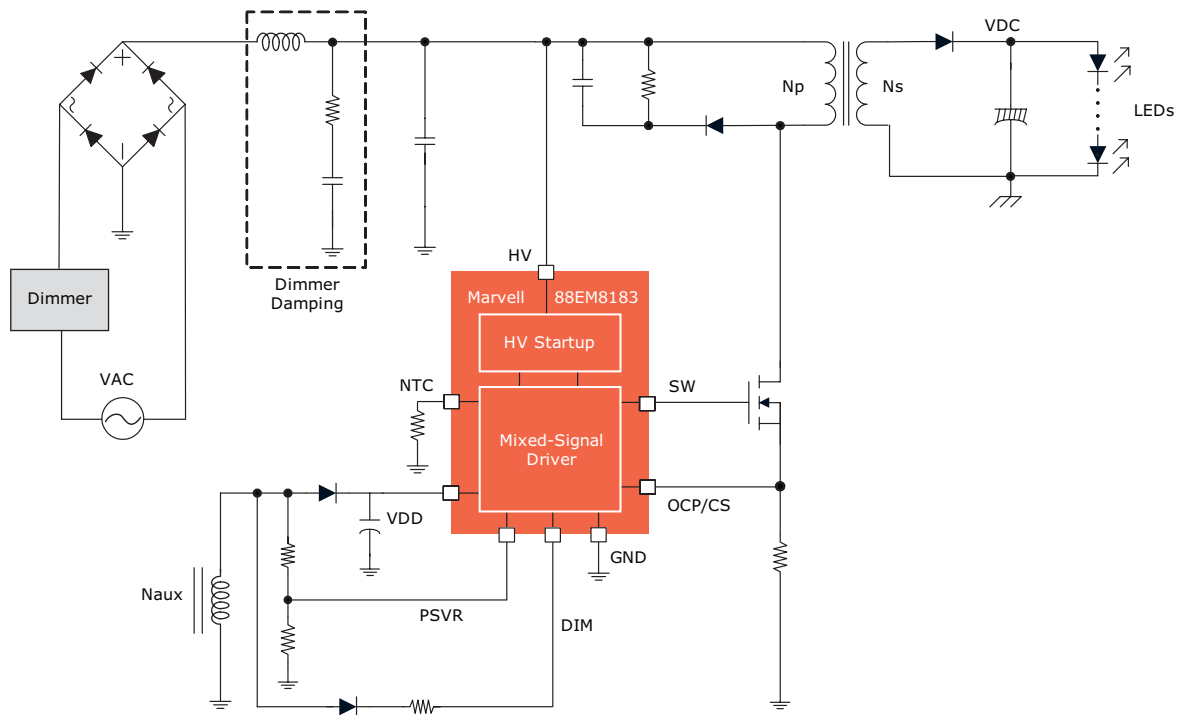 VDC
Np
Ns
LEDs
HV
Dimmer
Damping
Dimmer
Marvell 88EM8183
HV Startup
VAC
NTC
SW
Mixed-Signal
Driver
OCP/CS
VDD
GND
Naux
PSVR
DIM